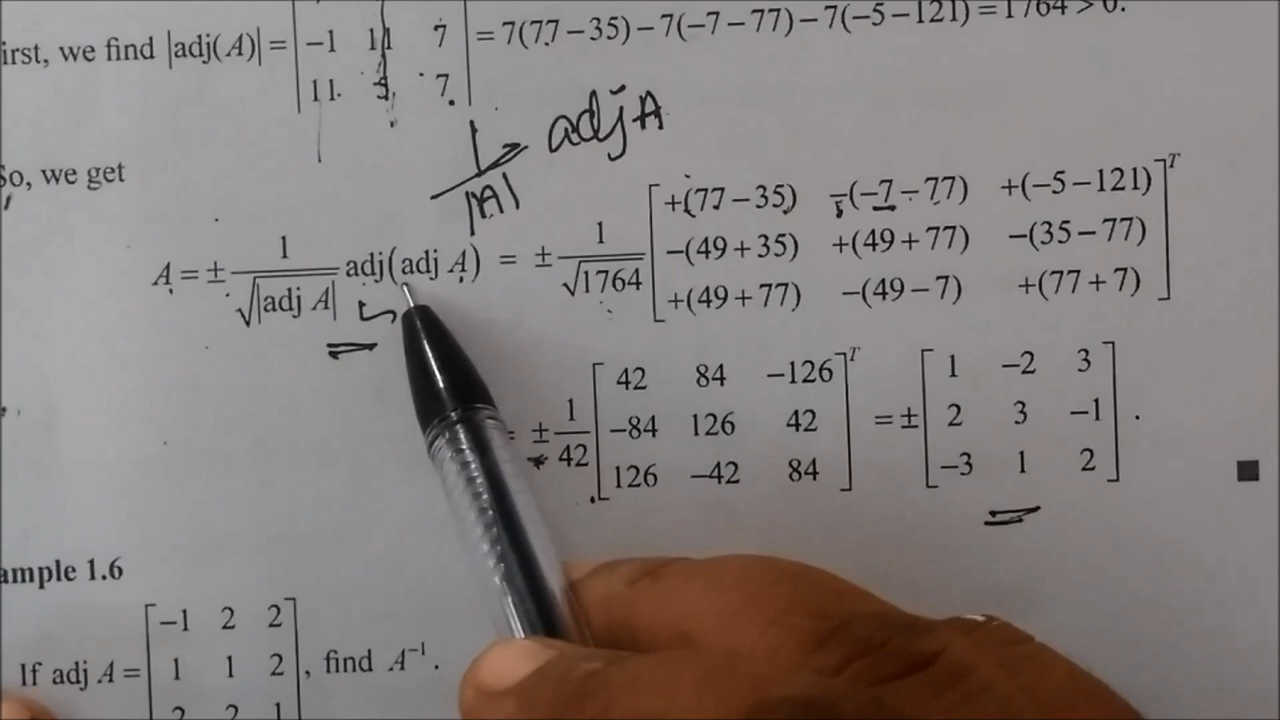 irst, we find |adj(A)| = | −1 11 7 | = 7(77−35)−7(−7−77)−7(−5−121) = 1764 > 0.
11 5 7
So, we get
1/|A| adj A
A = ± 1/√|adj A| adj(adj A) = ± 1/√1764 [ +(77−35) −(−7−77) +(−5−121) ]ᵀ
−(49+35) +(49+77) −(35−77)
+(49+77) −(49−7) +(77+7)
= ± 1/42 [ 42 84 −126 ]ᵀ = ± [ 1 −2 3 ] .
−84 126 42 2 3 −1
126 −42 84 −3 1 2
ample 1.6
If adj A = [ −1 2 2 ] , find A⁻¹.
1 1 2
2 2 1